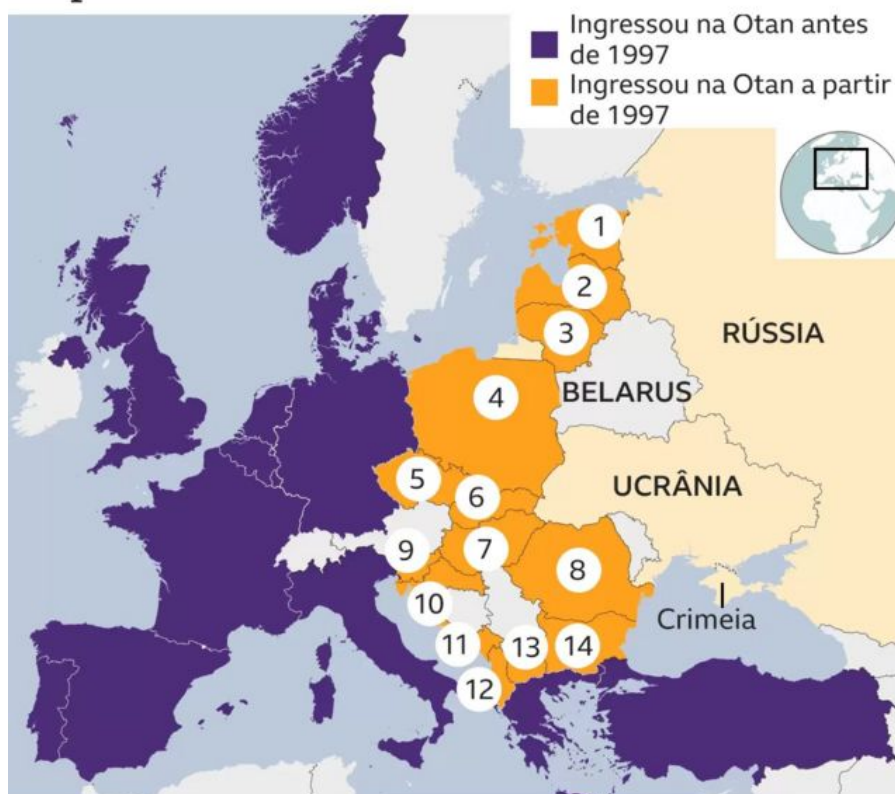 Ingressou na Otan antes
de 1997
Ingressou na Otan a partir
de 1997
1
2
3
RÚSSIA
BELARUS
4
5
6
UCRÂNIA
7
9
8
10
Crimeia
11
13
14
12